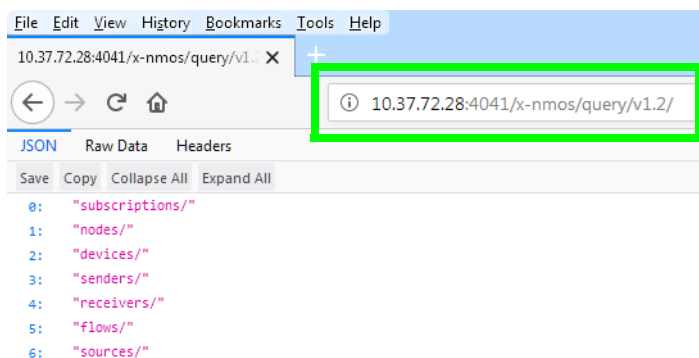 File Edit View History Bookmarks Tools Help
10.37.72.28:4041/x-nmos/query/v1.
10.37.72.28:4041/x-nmos/query/v1.2/
JSON Raw Data Headers
Save Copy Collapse All Expand All
0: "subscriptions/"
1: "nodes/"
2: "devices/"
3: "senders/"
4: "receivers/"
5: "flows/"
6: "sources/"